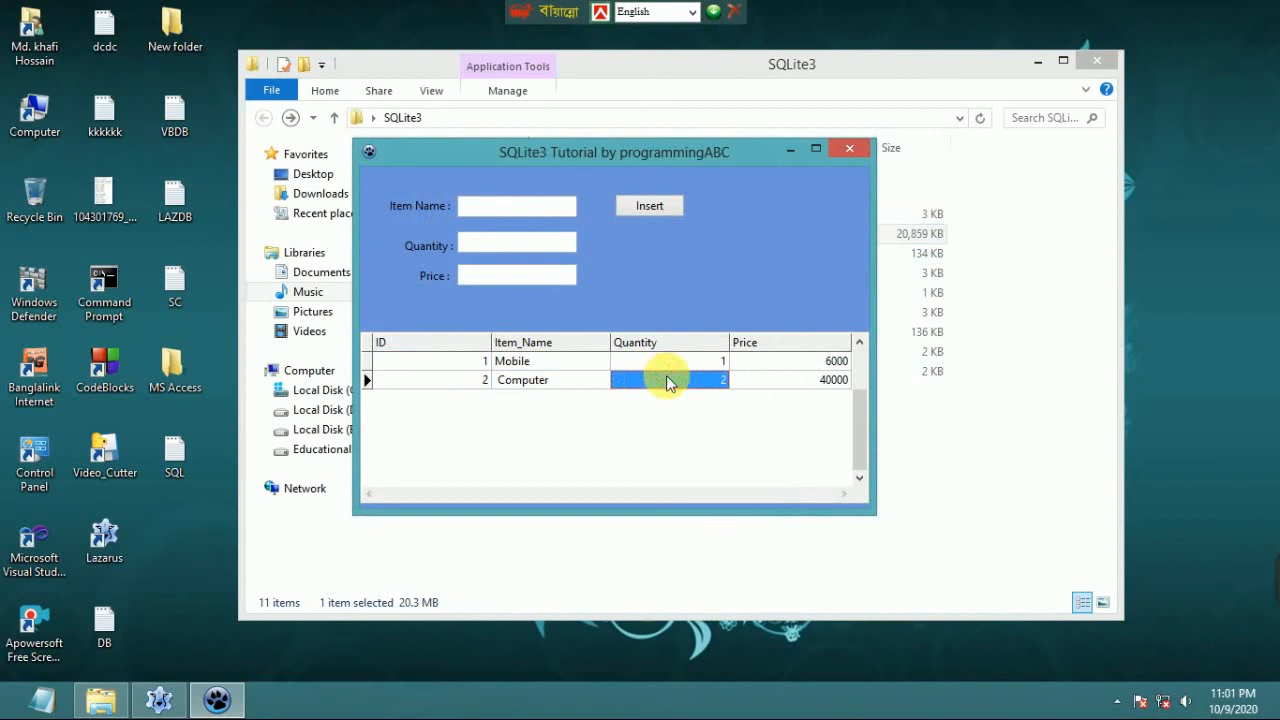 বায়ান্নো
English
Md. khafi
Hossain
dcdc
New folder
Computer
kkkkkk
VBDB
Recycle Bin
104301769_...
LAZDB
Windows
Defender
Command
Prompt
SC
Banglalink
Internet
CodeBlocks
MS Access
Control
Panel
Video_Cutter
SQL
Microsoft
Visual Stud...
Lazarus
Apowersoft
Free Scre...
DB
Application Tools
SQLite3
File
Home
Share
View
Manage
SQLite3
Search SQLi...
Favorites
Desktop
Downloads
Recent plac
Libraries
Documents
Music
Pictures
Videos
Computer
Local Disk (
Local Disk (
Local Disk (
Educational
Network
Size
3 KB
20,859 KB
134 KB
3 KB
1 KB
3 KB
136 KB
2 KB
2 KB
SQLite3 Tutorial by programmingABC
Item Name :
Insert
Quantity :
Price :
ID Item_Name Quantity Price
1 Mobile 1 6000
2 Computer 2 40000
11 items 1 item selected 20.3 MB
11:01 PM
10/9/2020